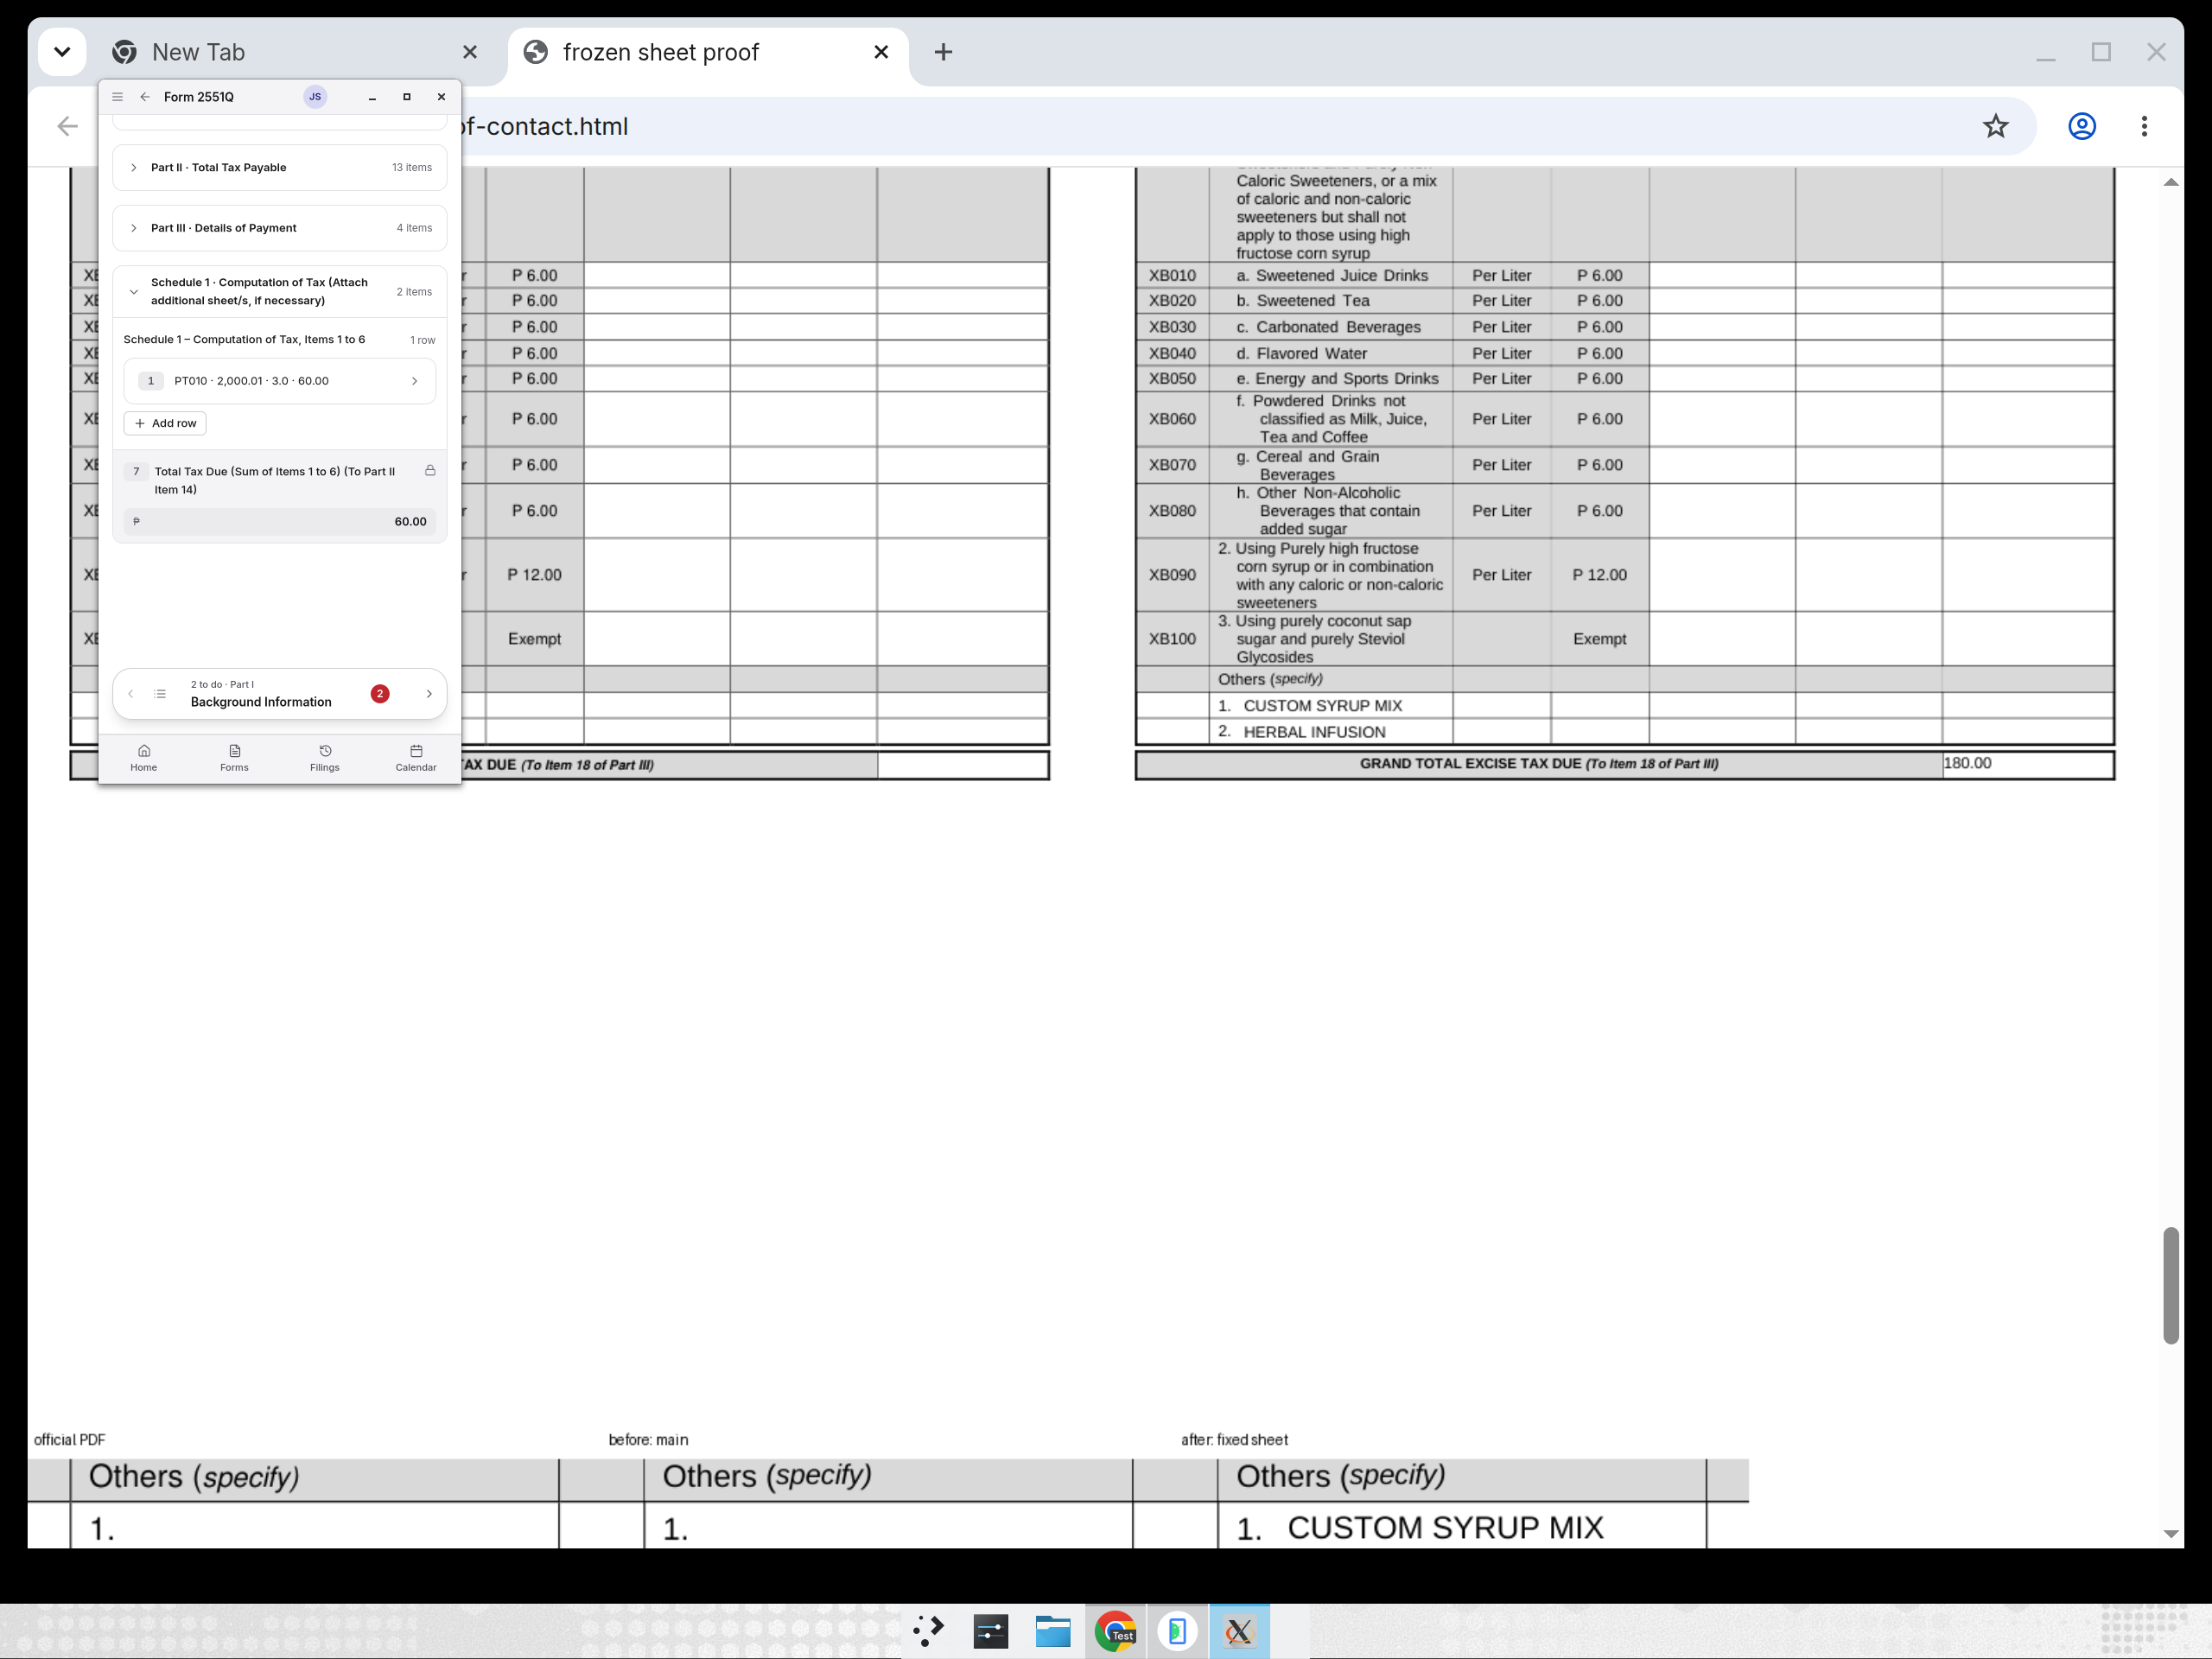 New Tab
frozen sheet proof
of-contact.html
Form 2551Q
JS
Part II · Total Tax Payable
13 items
Part III · Details of Payment
4 items
Schedule 1 · Computation of Tax (Attach additional sheet/s, if necessary)
2 items
Schedule 1 – Computation of Tax, Items 1 to 6
1 row
1 PT010 · 2,000.01 · 3.0 · 60.00
Add row
7 Total Tax Due (Sum of Items 1 to 6) (To Part II Item 14)
₱ 60.00
2 to do · Part I
Background Information
2
Home
Forms
Filings
Calendar
P 6.00
P 6.00
P 6.00
P 6.00
P 6.00
P 6.00
P 6.00
P 6.00
P 12.00
Exempt
TAX DUE (To Item 18 of Part III)
Caloric Sweeteners, or a mix
of caloric and non-caloric
sweeteners but shall not
apply to those using high
fructose corn syrup
XB010 a. Sweetened Juice Drinks Per Liter P 6.00
XB020 b. Sweetened Tea Per Liter P 6.00
XB030 c. Carbonated Beverages Per Liter P 6.00
XB040 d. Flavored Water Per Liter P 6.00
XB050 e. Energy and Sports Drinks Per Liter P 6.00
XB060 f. Powdered Drinks not classified as Milk, Juice, Tea and Coffee Per Liter P 6.00
XB070 g. Cereal and Grain Beverages Per Liter P 6.00
XB080 h. Other Non-Alcoholic Beverages that contain added sugar Per Liter P 6.00
XB090 2. Using Purely high fructose corn syrup or in combination with any caloric or non-caloric sweeteners Per Liter P 12.00
XB100 3. Using purely coconut sap sugar and purely Steviol Glycosides Exempt
Others (specify)
1. CUSTOM SYRUP MIX
2. HERBAL INFUSION
GRAND TOTAL EXCISE TAX DUE (To Item 18 of Part III) 180.00
official PDF
before: main
after: fixed sheet
Others (specify)
Others (specify)
Others (specify)
1.
1.
1. CUSTOM SYRUP MIX
Test